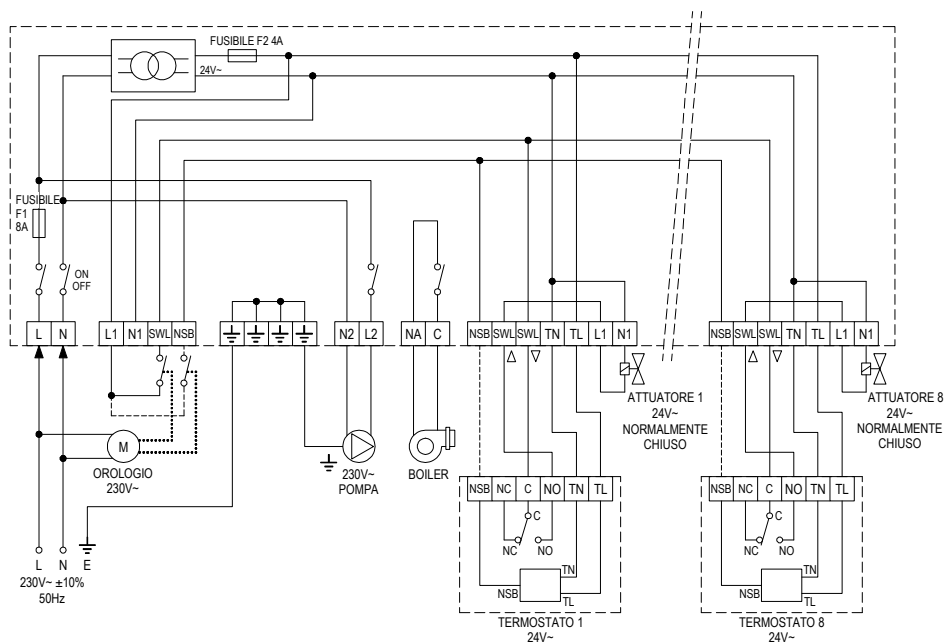 FUSIBILE F2 4A
24V~
FUSIBILE
F1
8A
ON
OFF
L N L1 N1 SWL NSB N2 L2 NA C NSB SWL SWL TN TL L1 N1 NSB SWL SWL TN TL L1 N1
ATTUATORE 1
24V~
NORMALMENTE
CHIUSO
ATTUATORE 8
24V~
NORMALMENTE
CHIUSO
M
OROLOGIO
230V~
230V~
POMPA
BOILER
NSB NC C NO TN TL
C
NC NO
TN
NSB
TL
TERMOSTATO 1
24V~
NSB NC C NO TN TL
C
NC NO
TN
NSB
TL
TERMOSTATO 8
24V~
L N E
230V~ ±10%
50Hz